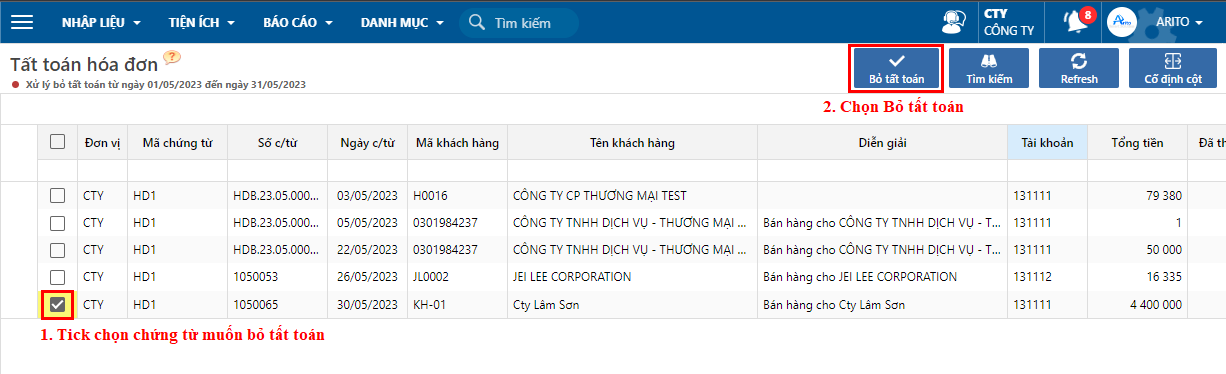 NHẬP LIỆU TIỆN ÍCH BÁO CÁO DANH MỤC Tìm kiếm CTY CÔNG TY 8 Arito ARITO
Tất toán hóa đơn ?
Xử lý bỏ tất toán từ ngày 01/05/2023 đến ngày 31/05/2023
Bỏ tất toán Tìm kiếm Refresh Cố định cột
2. Chọn Bỏ tất toán
Đơn vị Mã chứng từ Số c/từ Ngày c/từ Mã khách hàng Tên khách hàng Diễn giải Tài khoản Tổng tiền Đã th
CTY HD1 HDB.23.05.000... 03/05/2023 H0016 CÔNG TY CP THƯƠNG MẠI TEST 131111 79 380
CTY HD1 HDB.23.05.000... 05/05/2023 0301984237 CÔNG TY TNHH DỊCH VỤ - THƯƠNG MẠI ... Bán hàng cho CÔNG TY TNHH DỊCH VỤ - T... 131111 1
CTY HD1 HDB.23.05.000... 22/05/2023 0301984237 CÔNG TY TNHH DỊCH VỤ - THƯƠNG MẠI ... Bán hàng cho CÔNG TY TNHH DỊCH VỤ - T... 131111 50 000
CTY HD1 1050053 26/05/2023 JL0002 JEI LEE CORPORATION Bán hàng cho JEI LEE CORPORATION 131112 16 335
CTY HD1 1050065 30/05/2023 KH-01 Cty Lâm Sơn Bán hàng cho Cty Lâm Sơn 131111 4 400 000
1. Tick chọn chứng từ muốn bỏ tất toán